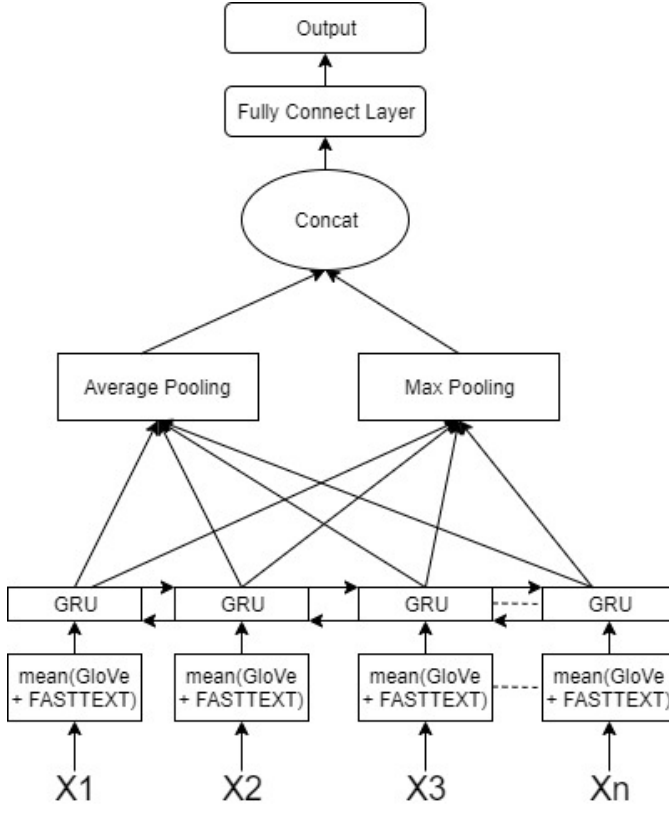 Output
Fully Connect Layer
Concat
Average Pooling
Max Pooling
GRU
GRU
GRU
GRU
mean(GloVe
+ FASTTEXT)
mean(GloVe
+ FASTTEXT)
mean(GloVe
+ FASTTEXT)
mean(GloVe
+ FASTTEXT)
X1
X2
X3
Xn